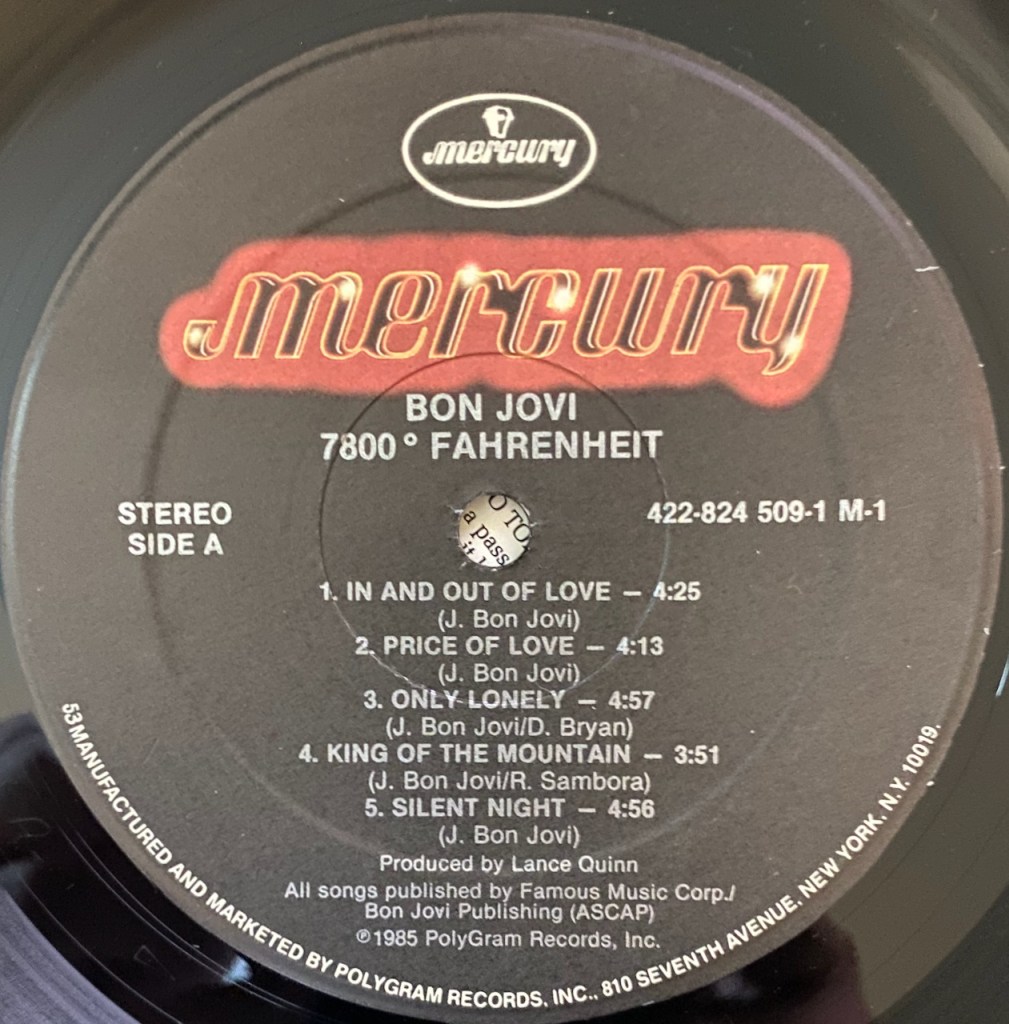 mercury
mercury
BON JOVI
7800° FAHRENHEIT
STEREO
SIDE A
422-824 509-1 M-1
O TO
a pass
1. IN AND OUT OF LOVE — 4:25
(J. Bon Jovi)
2. PRICE OF LOVE — 4:13
(J. Bon Jovi)
3. ONLY LONELY — 4:57
(J. Bon Jovi/D. Bryan)
4. KING OF THE MOUNTAIN — 3:51
(J. Bon Jovi/R. Sambora)
5. SILENT NIGHT — 4:56
(J. Bon Jovi)
Produced by Lance Quinn
All songs published by Famous Music Corp./
Bon Jovi Publishing (ASCAP)
℗1985 PolyGram Records, Inc.
53MANUFACTURED AND MARKETED BY POLYGRAM RECORDS, INC., 810 SEVENTH AVENUE, NEW YORK, N.Y. 10019.